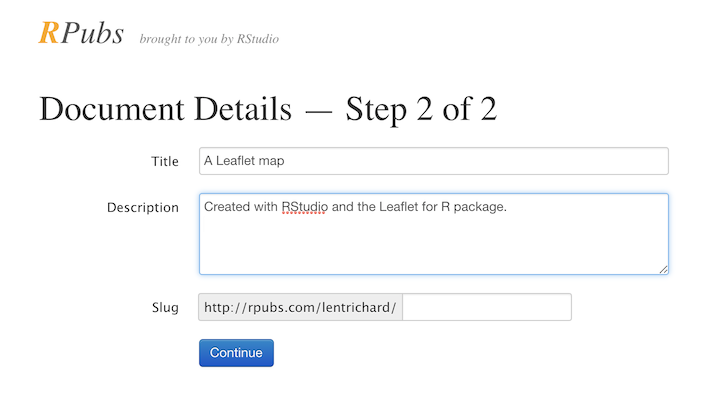 RPubs brought to you by RStudio
Document Details — Step 2 of 2
Title A Leaflet map
Description Created with RStudio and the Leaflet for R package.
Slug http://rpubs.com/lentrichard/
Continue